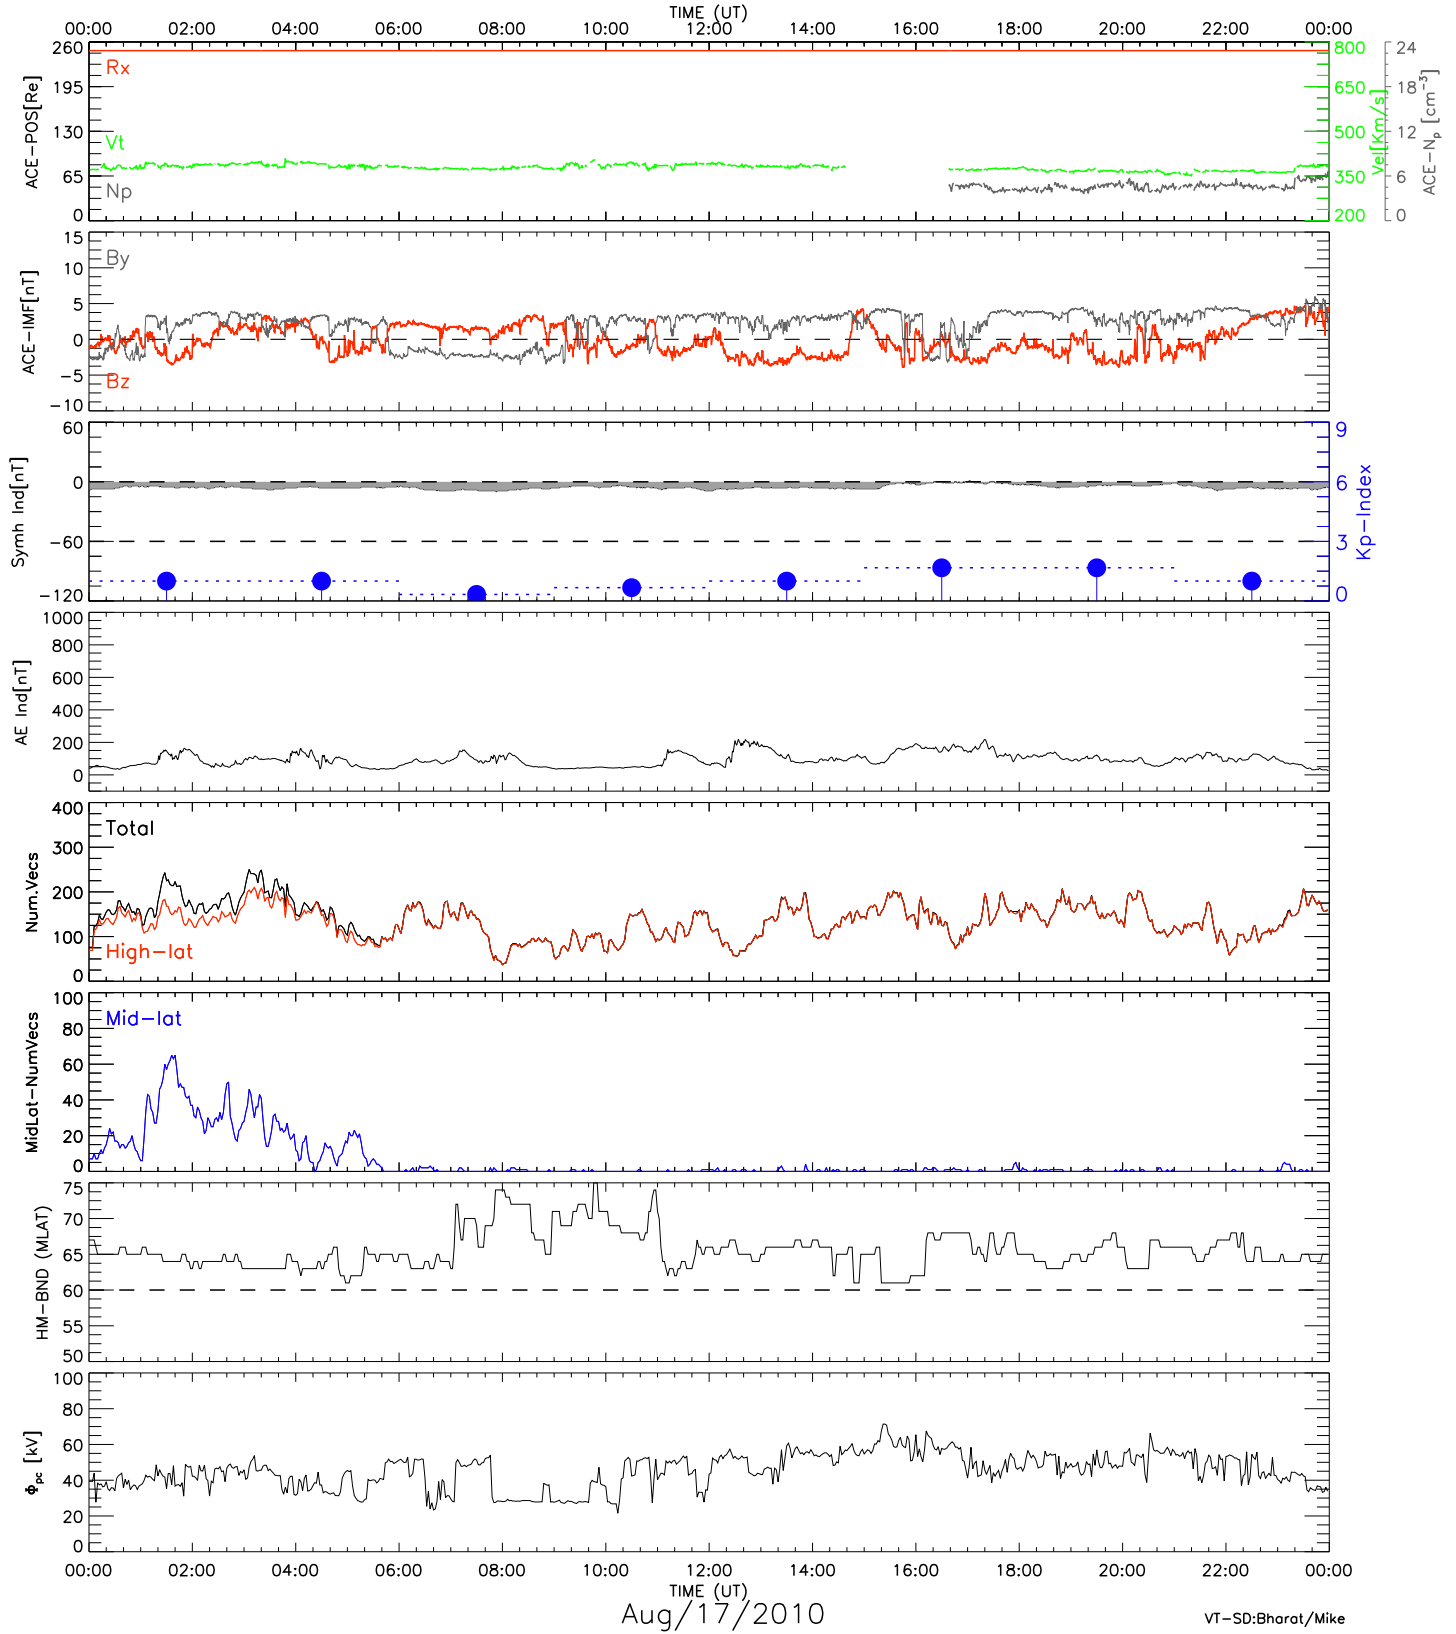 TIME (UT)
00:00 02:00 04:00 06:00 08:00 10:00 12:00 14:00 16:00 18:00 20:00 22:00 00:00
ACE-POS[Re]
260
195
130
65
0
Rx
Vt
Np
800
650
500
350
200
Vel[Km/s]
24
18
12
6
0
ACE-Np [cm-3]
ACE-IMF[nT]
15
10
5
0
-5
-10
By
Bz
Symh Ind[nT]
60
0
-60
-120
9
6
3
0
Kp-Index
AE Ind[nT]
1000
800
600
400
200
0
Num.Vecs
400
300
200
100
0
Total
High-lat
MidLat-NumVecs
100
80
60
40
20
0
Mid-lat
HM-BND (MLAT)
75
70
65
60
55
50
Φpc [kV]
100
80
60
40
20
0
00:00 02:00 04:00 06:00 08:00 10:00 12:00 14:00 16:00 18:00 20:00 22:00 00:00
TIME (UT)
Aug/17/2010
VT-SD:Bharat/Mike